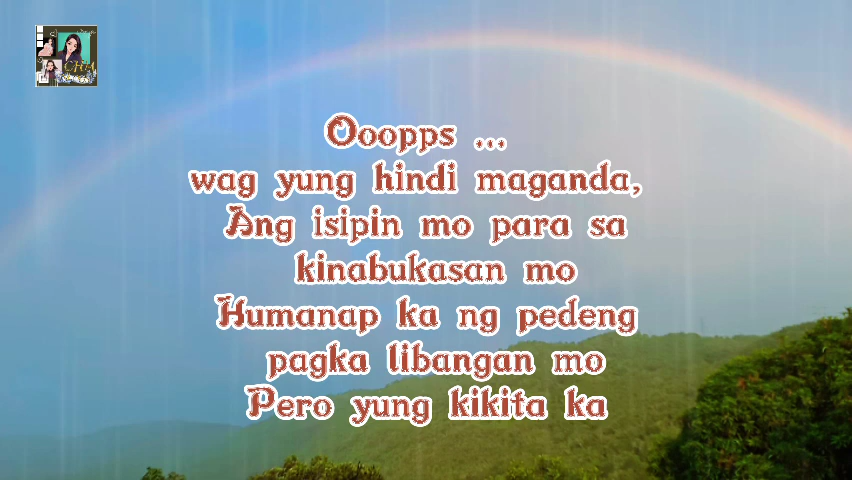 Ooopps ...
wag yung hindi maganda,
Ang isipin mo para sa
kinabukasan mo
Humanap ka ng pedeng
pagka libangan mo
Pero yung kikita ka